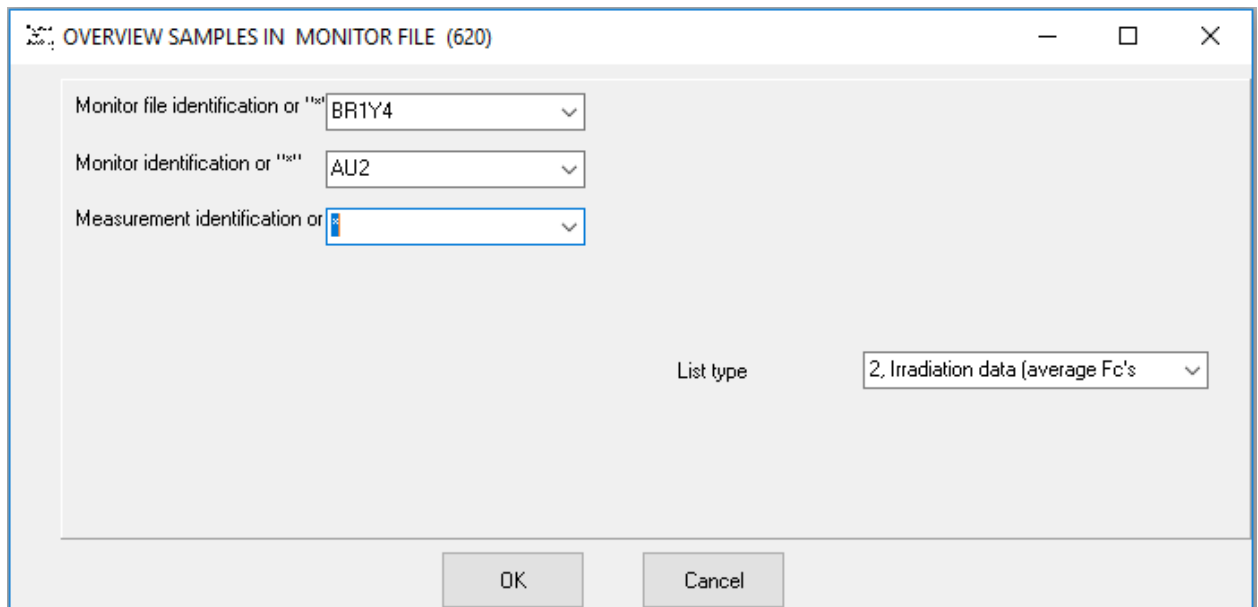 OVERVIEW SAMPLES IN MONITOR FILE (620)
Monitor file identification or "*" BR1Y4
Monitor identification or "*" AU2
Measurement identification or *
List type 2, Irradiation data (average Fc's
OK Cancel